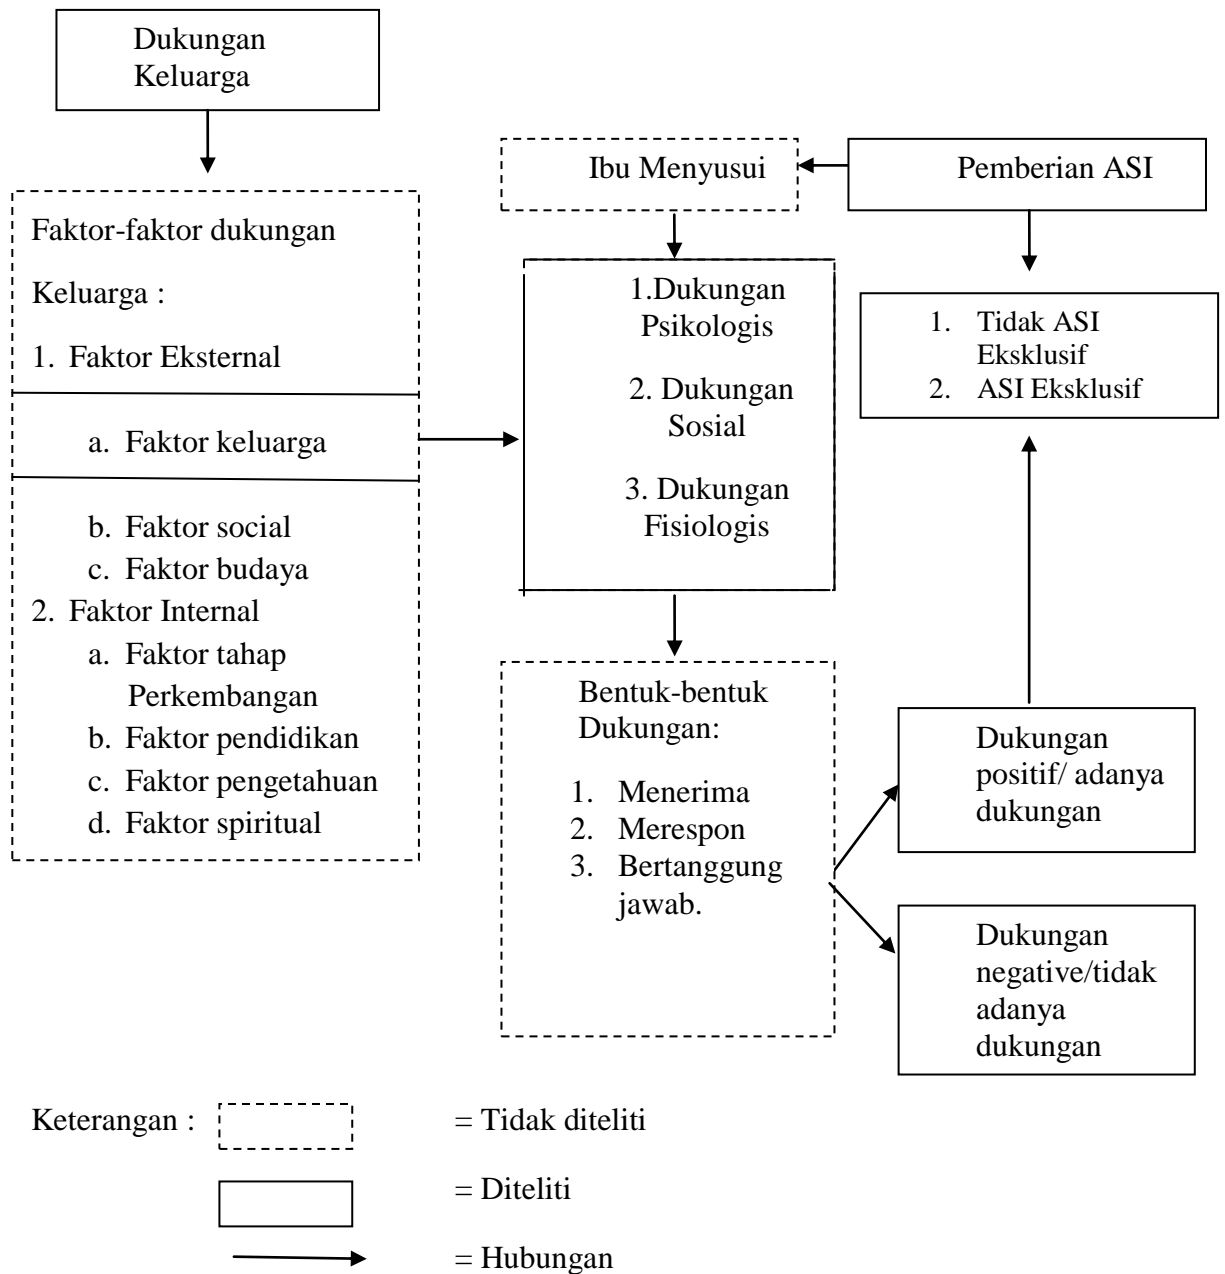 Dukungan
Keluarga
Ibu Menyusui
Pemberian ASI
Faktor-faktor dukungan
Keluarga :
1. Faktor Eksternal
a. Faktor keluarga
b. Faktor social
c. Faktor budaya
2. Faktor Internal
a. Faktor tahap
Perkembangan
b. Faktor pendidikan
c. Faktor pengetahuan
d. Faktor spiritual
1.Dukungan
Psikologis
2. Dukungan
Sosial
3. Dukungan
Fisiologis
1. Tidak ASI
Eksklusif
2. ASI Eksklusif
Bentuk-bentuk
Dukungan:
1. Menerima
2. Merespon
3. Bertanggung
jawab.
Dukungan
positif/ adanya
dukungan
Dukungan
negative/tidak
adanya
dukungan
Keterangan :
= Tidak diteliti
= Diteliti
= Hubungan